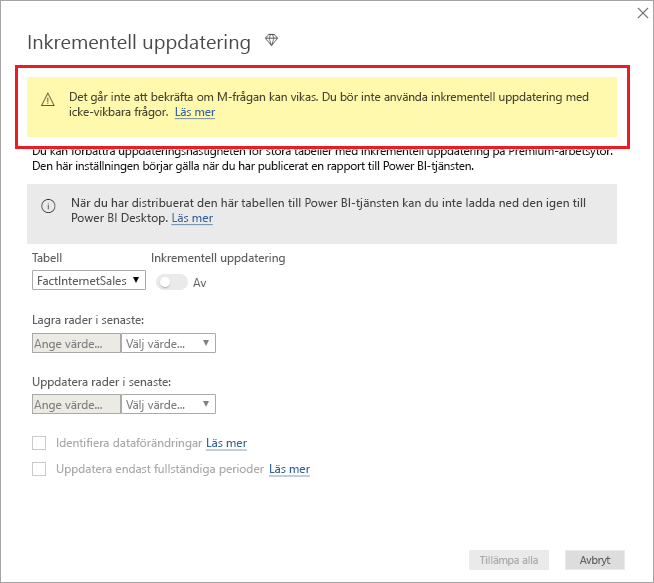 Inkrementell uppdatering
Det går inte att bekräfta om M-frågan kan vikas. Du bör inte använda inkrementell uppdatering med
icke-vikbara frågor. Läs mer
Du kan förbättra uppdateringshastigheten för stora tabeller med inkrementell uppdatering på Premium-arbetsytor.
Den här inställningen börjar gälla när du har publicerat en rapport till Power BI-tjänsten.
När du har distribuerat den här tabellen till Power BI-tjänsten kan du inte ladda ned den igen till
Power BI Desktop. Läs mer
Tabell Inkrementell uppdatering
FactInternetSales Av
Lagra rader i senaste:
Ange värde... Välj värde...
Uppdatera rader i senaste:
Ange värde... Välj värde...
Identifiera dataförändringar Läs mer
Uppdatera endast fullständiga perioder Läs mer
Tillämpa alla Avbryt